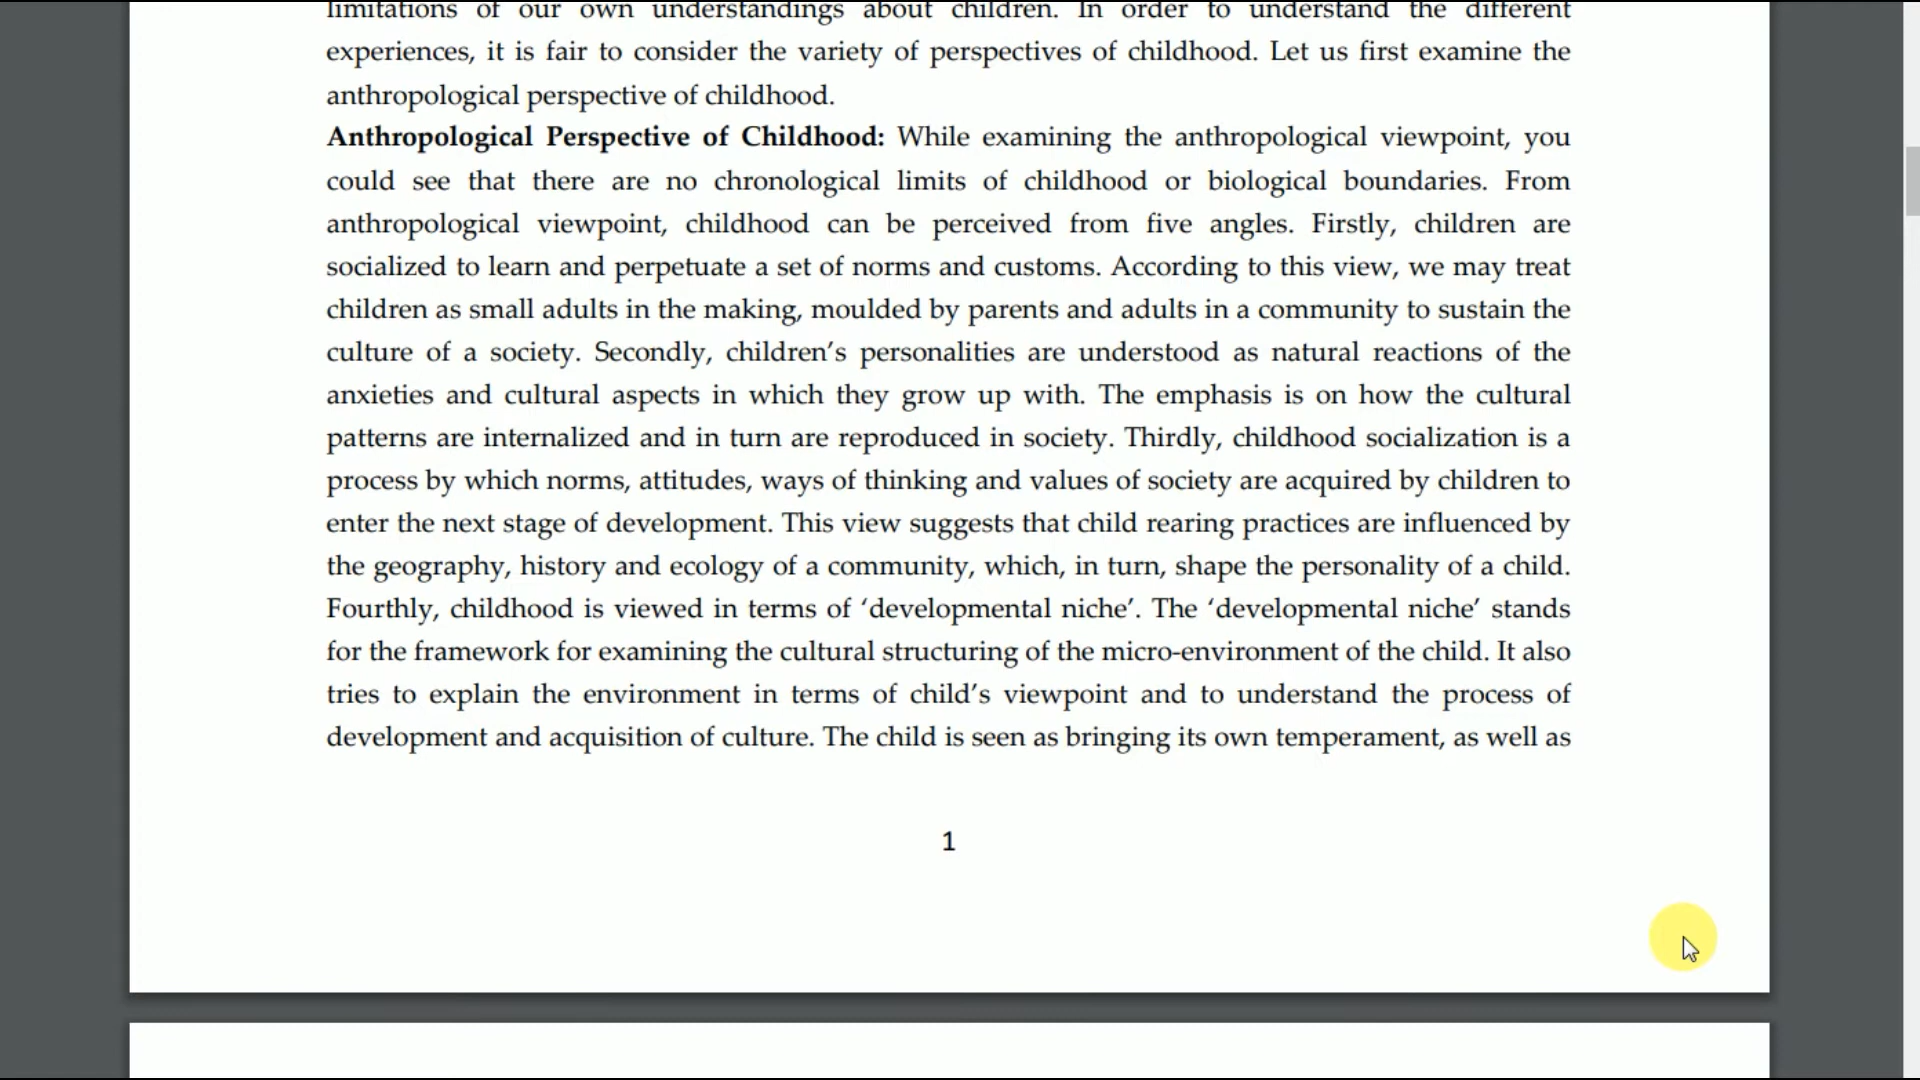 limitations of our own understandings about children. In order to understand the different
experiences, it is fair to consider the variety of perspectives of childhood. Let us first examine the
anthropological perspective of childhood.
Anthropological Perspective of Childhood: While examining the anthropological viewpoint, you
could see that there are no chronological limits of childhood or biological boundaries. From
anthropological viewpoint, childhood can be perceived from five angles. Firstly, children are
socialized to learn and perpetuate a set of norms and customs. According to this view, we may treat
children as small adults in the making, moulded by parents and adults in a community to sustain the
culture of a society. Secondly, children’s personalities are understood as natural reactions of the
anxieties and cultural aspects in which they grow up with. The emphasis is on how the cultural
patterns are internalized and in turn are reproduced in society. Thirdly, childhood socialization is a
process by which norms, attitudes, ways of thinking and values of society are acquired by children to
enter the next stage of development. This view suggests that child rearing practices are influenced by
the geography, history and ecology of a community, which, in turn, shape the personality of a child.
Fourthly, childhood is viewed in terms of ‘developmental niche’. The ‘developmental niche’ stands
for the framework for examining the cultural structuring of the micro-environment of the child. It also
tries to explain the environment in terms of child’s viewpoint and to understand the process of
development and acquisition of culture. The child is seen as bringing its own temperament, as well as
1